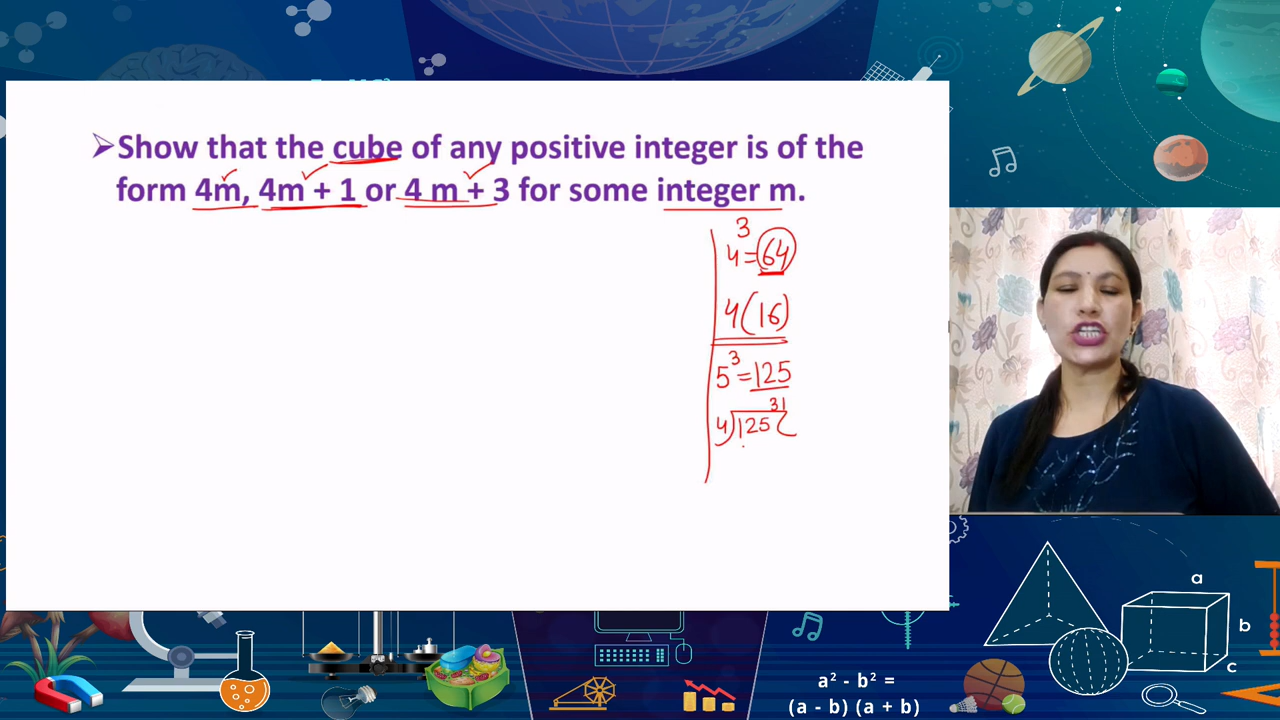 ➢Show that the cube of any positive integer is of the
form 4m, 4m + 1 or 4 m + 3 for some integer m.
4³=64
4(16)
5³=125
31
4)125(
a
b
c
a² - b² =
(a - b) (a + b)